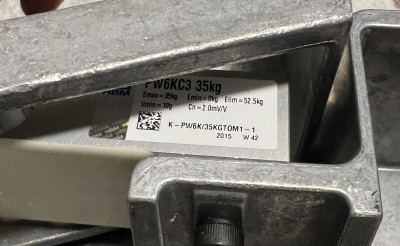 HBM
PW6KC3 35kg
Emax = 35kg Emin = 0kg Elim = 52.5kg
Vmin = 10g Cn = 2.0mV/V
K-PW6K/35KGTOM1-1
2015 W 42